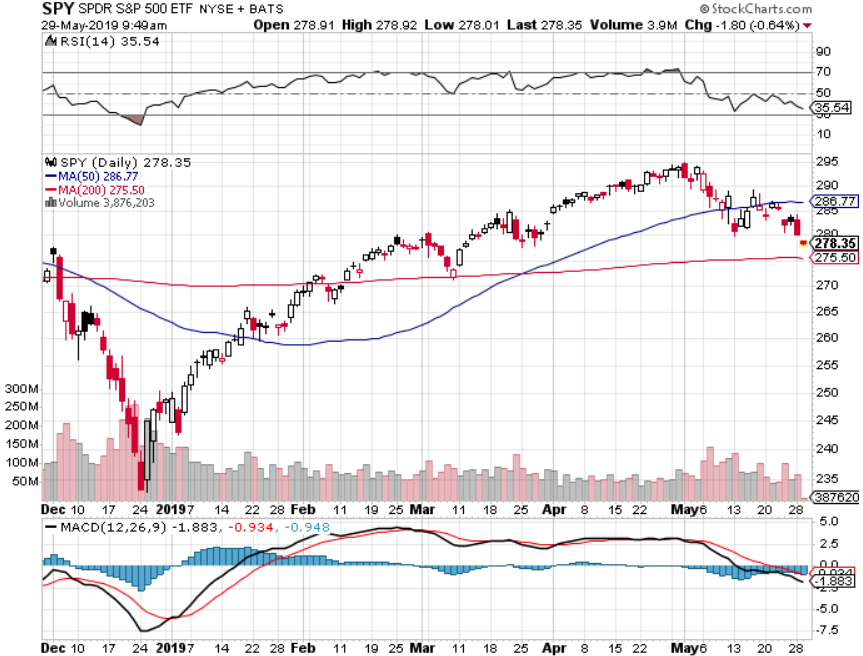 SPY SPDR S&P 500 ETF NYSE + BATS © StockCharts.com
29-May-2019 9:49am Open 278.91 High 278.92 Low 278.01 Last 278.35 Volume 3.9M Chg -1.80 (-0.64%)
RSI(14) 35.54
90
70
50
35.54
30
10
SPY (Daily) 278.35
MA(50) 286.77
MA(200) 275.50
Volume 3,876,203
295
290
286.77
285
280
278.35
275.50
270
265
260
255
250
245
240
235
300M
250M
200M
150M
100M
50M
387620
Dec 10 17 24 2019 7 14 22 28 Feb 11 19 25 Mar 11 18 25 Apr 8 15 22 May 6 13 20 28
MACD(12,26,9) -1.883, -0.934, -0.948
5.0
2.5
0.0
-0.934
-1.883
-2.5
-5.0
-7.5
Dec 10 17 24 2019 7 14 22 28 Feb 11 19 25 Mar 11 18 25 Apr 8 15 22 May 6 13 20 28